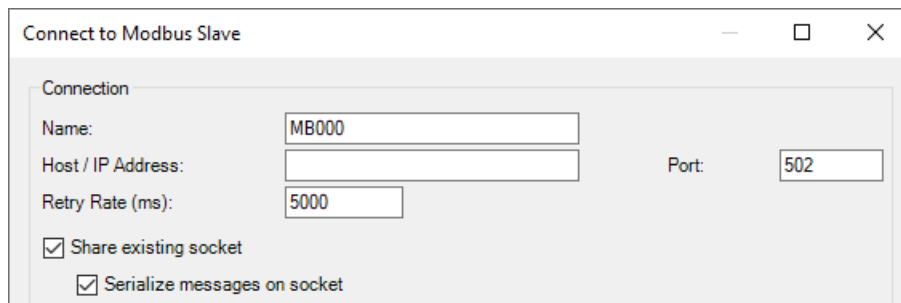 Connect to Modbus Slave
Connection
Name: MB000
Host / IP Address: Port: 502
Retry Rate (ms): 5000
Share existing socket
Serialize messages on socket